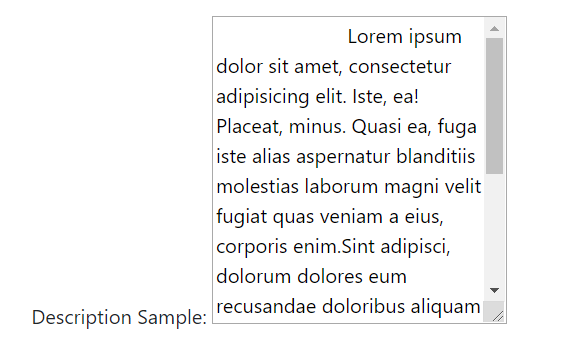 Lorem ipsum
dolor sit amet, consectetur
adipisicing elit. Iste, ea!
Placeat, minus. Quasi ea, fuga
iste alias aspernatur blanditiis
molestias laborum magni velit
fugiat quas veniam a eius,
corporis enim.Sint adipisci,
dolorum dolores eum
recusandae doloribus aliquam
Description Sample: